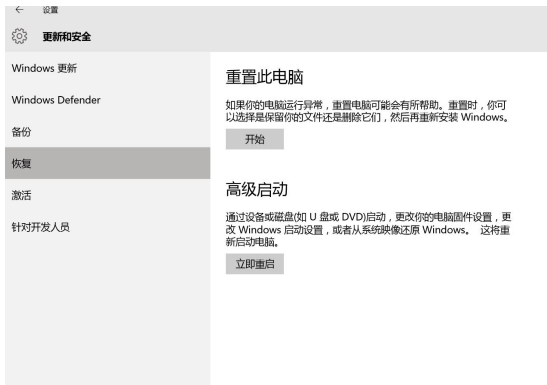 设置
更新和安全
Windows 更新
Windows Defender
备份
恢复
激活
针对开发人员
重置此电脑
如果你的电脑运行异常，重置电脑可能会有所帮助。重置时，你可
以选择是保留你的文件还是删除它们，然后再重新安装 Windows。
开始
高级启动
通过设备或磁盘(如 U 盘或 DVD)启动，更改你的电脑固件设置，更
改 Windows 启动设置，或者从系统映像还原 Windows。 这将重
新启动电脑。
立即重启